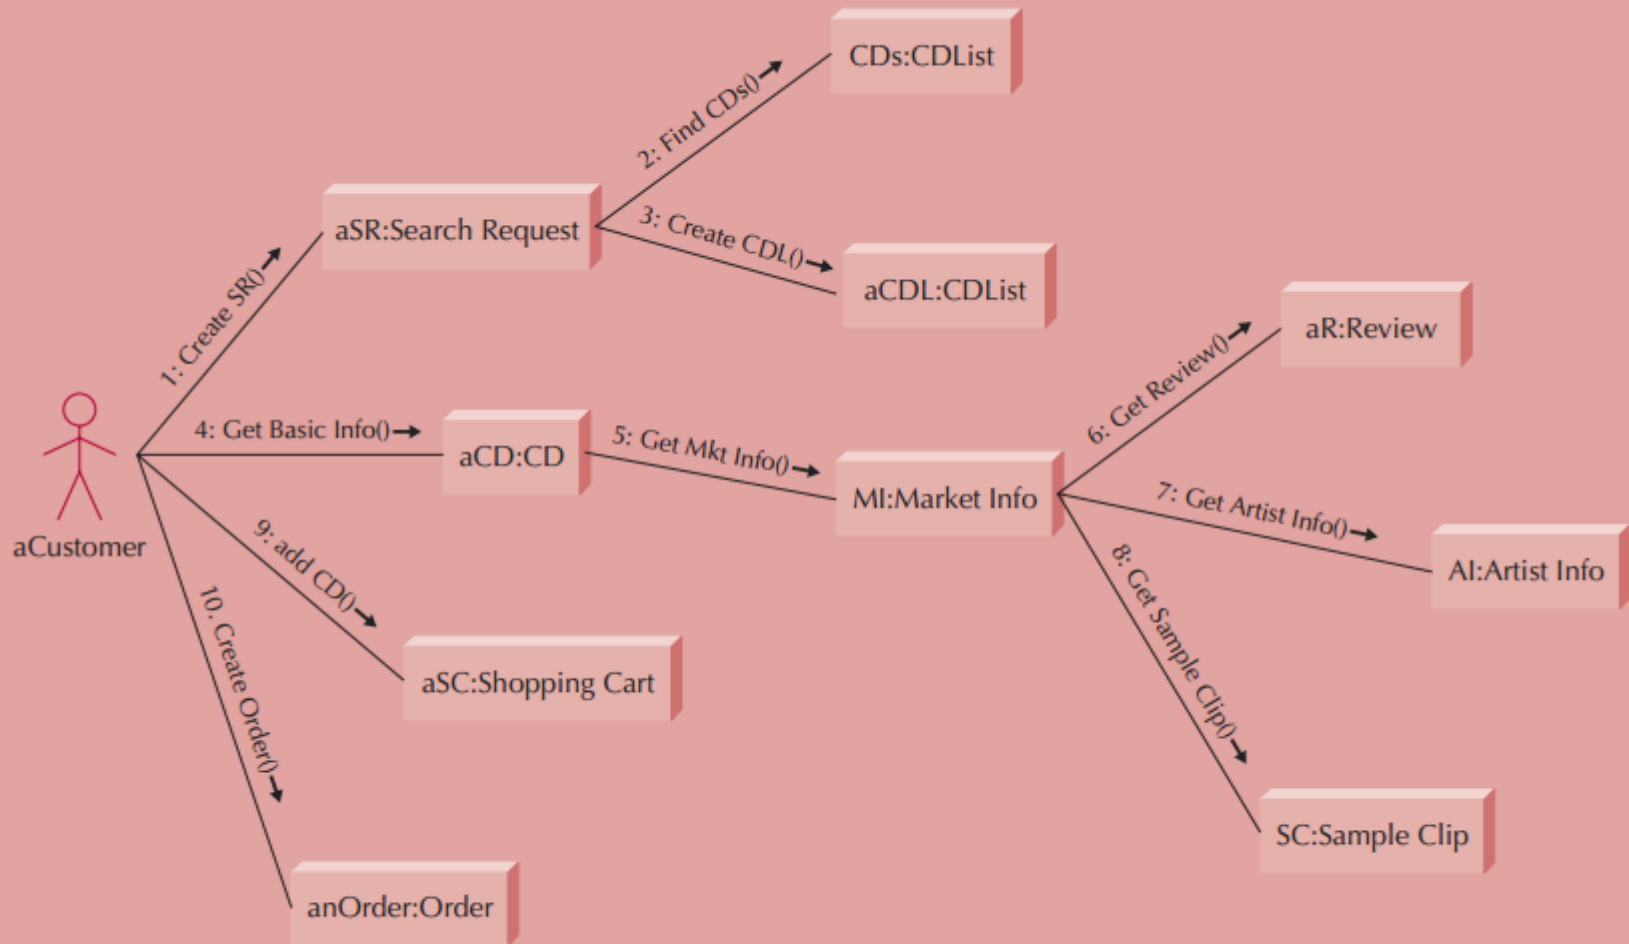 CDs:CDList
2: Find CDs()
aSR:Search Request
3: Create CDL()
aCDL:CDList
1: Create SR()
aR:Review
6: Get Review()
4: Get Basic Info()
aCD:CD
5: Get Mkt Info()
MI:Market Info
7: Get Artist Info()
AI:Artist Info
aCustomer
9: add CD()
8: Get Sample Clip()
10. Create Order()
aSC:Shopping Cart
SC:Sample Clip
anOrder:Order